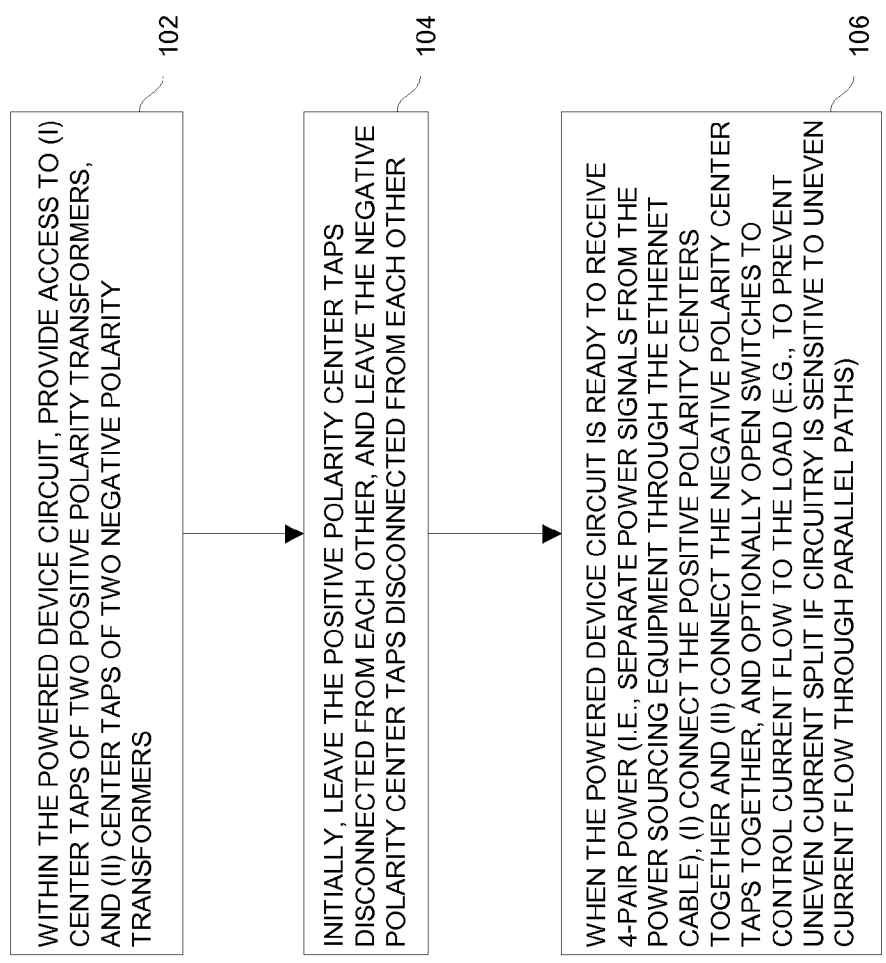 102
WITHIN THE POWERED DEVICE CIRCUIT, PROVIDE ACCESS TO (I)
CENTER TAPS OF TWO POSITIVE POLARITY TRANSFORMERS,
AND (II) CENTER TAPS OF TWO NEGATIVE POLARITY
TRANSFORMERS
104
INITIALLY, LEAVE THE POSITIVE POLARITY CENTER TAPS
DISCONNECTED FROM EACH OTHER, AND LEAVE THE NEGATIVE
POLARITY CENTER TAPS DISCONNECTED FROM EACH OTHER
106
WHEN THE POWERED DEVICE CIRCUIT IS READY TO RECEIVE
4-PAIR POWER (I.E., SEPARATE POWER SIGNALS FROM THE
POWER SOURCING EQUIPMENT THROUGH THE ETHERNET
CABLE), (I) CONNECT THE POSITIVE POLARITY CENTERS
TOGETHER AND (II) CONNECT THE NEGATIVE POLARITY CENTER
TAPS TOGETHER, AND OPTIONALLY OPEN SWITCHES TO
CONTROL CURRENT FLOW TO THE LOAD (E.G., TO PREVENT
UNEVEN CURRENT SPLIT IF CIRCUITRY IS SENSITIVE TO UNEVEN
CURRENT FLOW THROUGH PARALLEL PATHS)